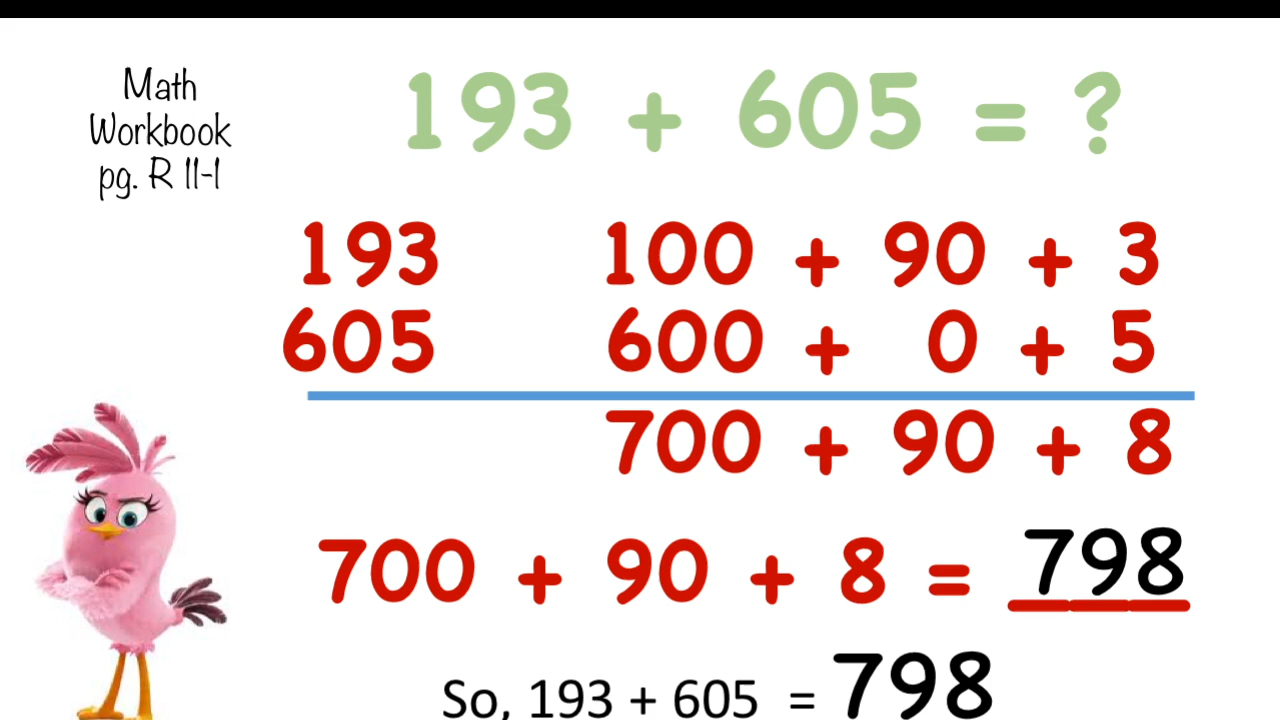 Math
Workbook
pg. R 11-1
193 + 605 = ?
193 100 + 90 + 3
605 600 + 0 + 5
700 + 90 + 8
700 + 90 + 8 = 798
So, 193 + 605 = 798